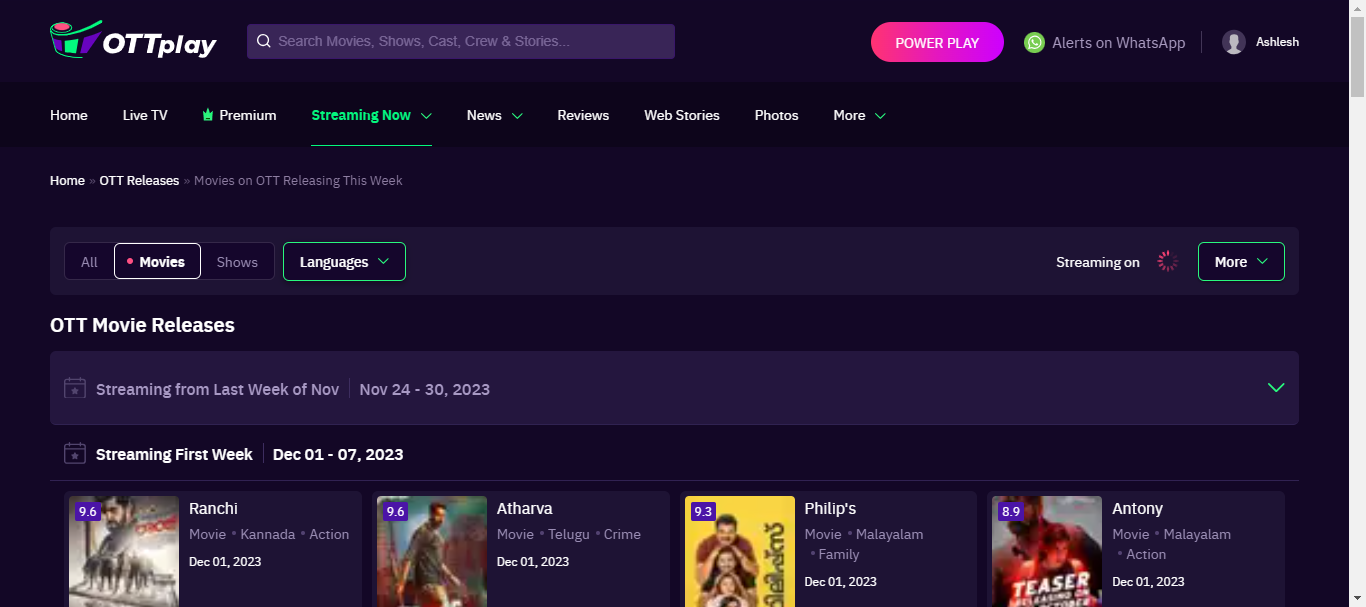 OTTplay
Search Movies, Shows, Cast, Crew & Stories...
POWER PLAY
Alerts on WhatsApp
Ashlesh
Home
Live TV
Premium
Streaming Now
News
Reviews
Web Stories
Photos
More
Home » OTT Releases » Movies on OTT Releasing This Week
All
Movies
Shows
Languages
Streaming on
More
OTT Movie Releases
Streaming from Last Week of Nov | Nov 24 - 30, 2023
Streaming First Week | Dec 01 - 07, 2023
9.6
Ranchi
Movie • Kannada • Action
Dec 01, 2023
9.6
Atharva
Movie • Telugu • Crime
Dec 01, 2023
9.3
ഫിലിപ്സ്
Philip's
Movie • Malayalam
• Family
Dec 01, 2023
8.9
TEASER
RELEASING ON
OCTOBER
Antony
Movie • Malayalam
• Action
Dec 01, 2023